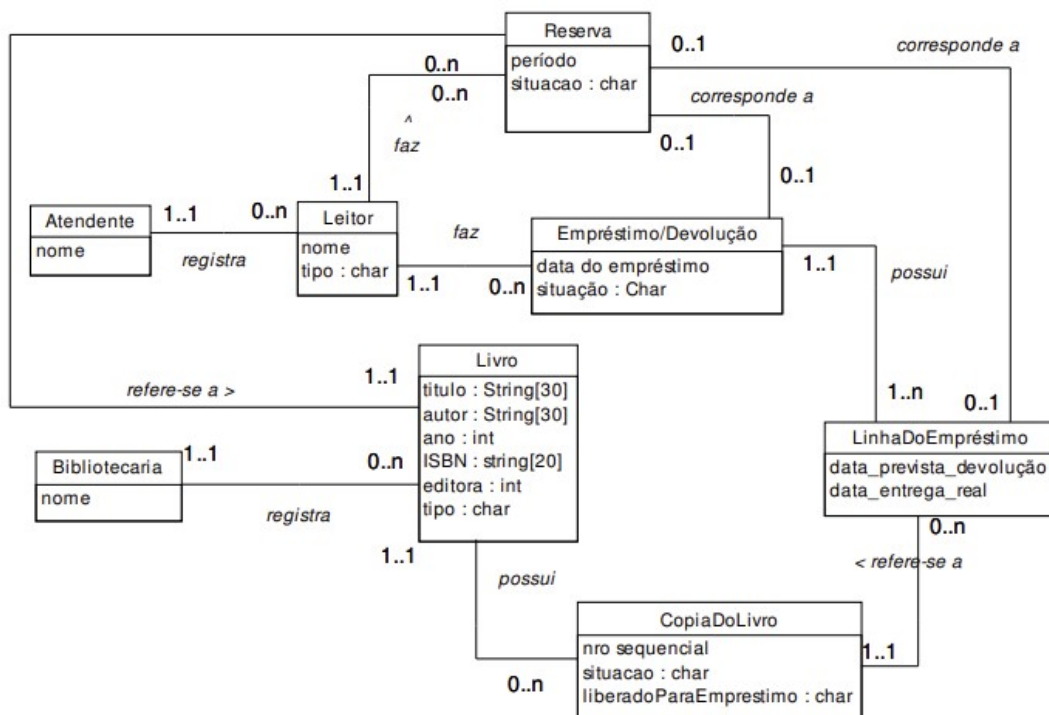 Reserva
período
situacao : char
0..1
corresponde a
0..n
0..n
corresponde a
^
faz
0..1
0..1
1..1
Atendente
nome
1..1
0..n
registra
Leitor
nome
tipo : char
faz
1..1
0..n
Empréstimo/Devolução
data do empréstimo
situação : Char
1..1
possui
Livro
titulo : String[30]
autor : String[30]
ano : int
ISBN : string[20]
editora : int
tipo : char
1..1
refere-se a >
1..n
0..1
LinhaDoEmpréstimo
data_prevista_devolução
data_entrega_real
Bibliotecaria
nome
1..1
0..n
registra
0..n
1..1
< refere-se a
possui
CopiaDoLivro
nro sequencial
situacao : char
liberadoParaEmprestimo : char
1..1
0..n